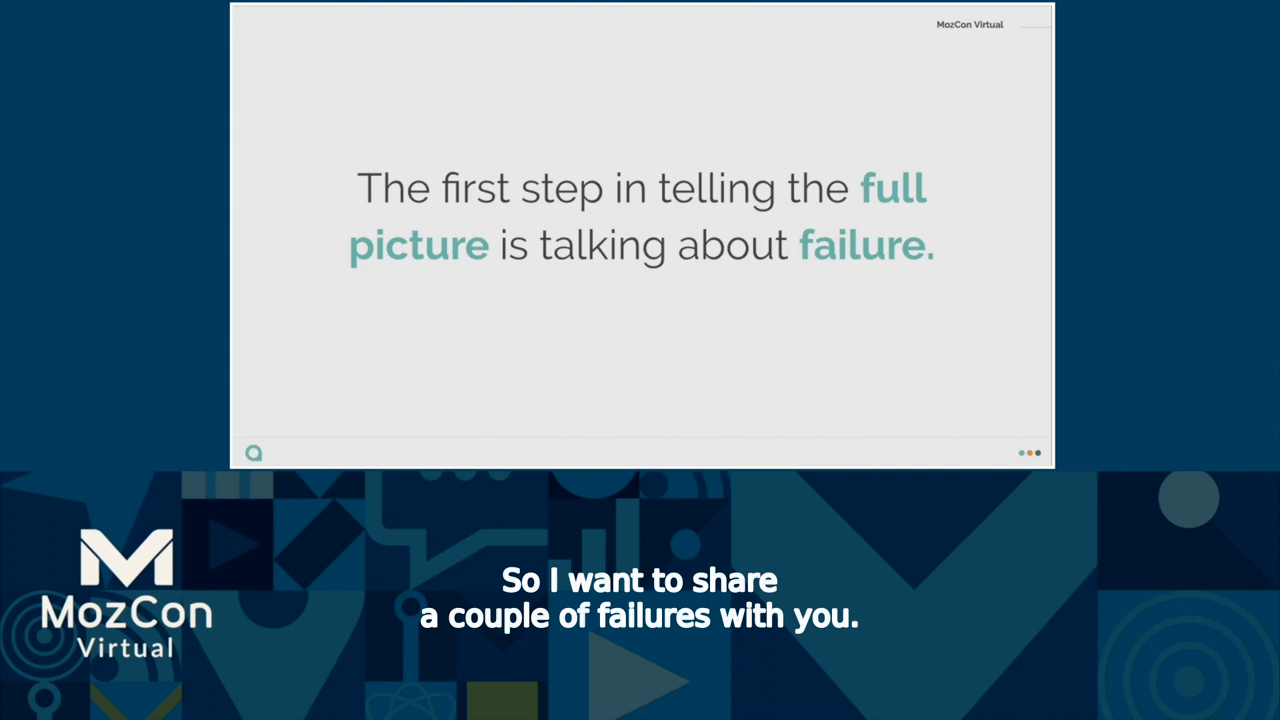 MozCon Virtual
The first step in telling the full
picture is talking about failure.
MozCon
Virtual
So I want to share
a couple of failures with you.